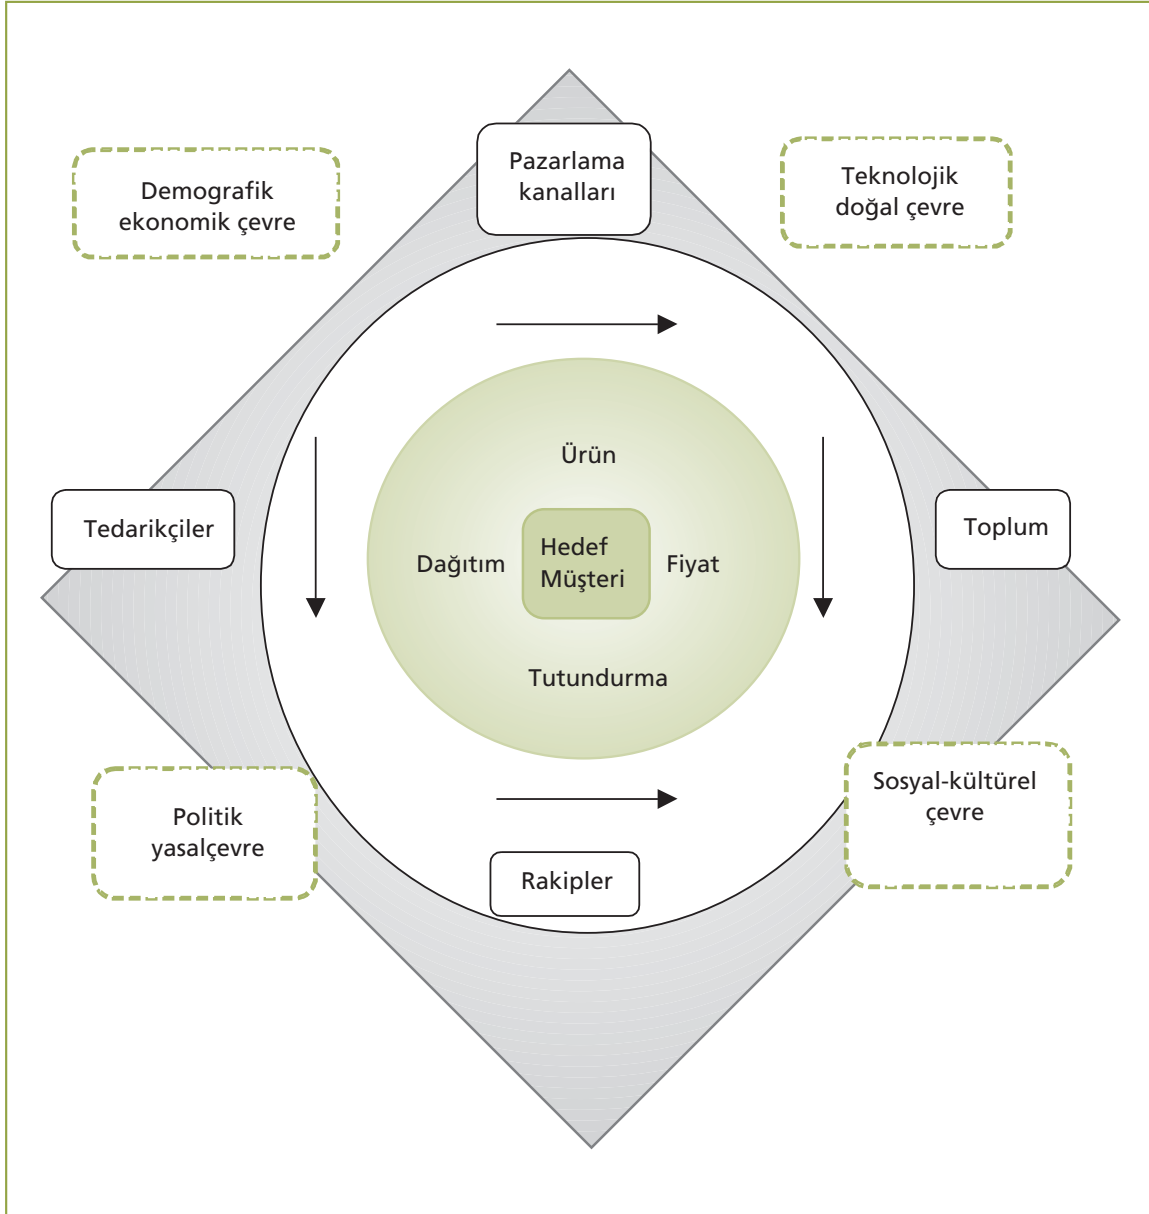 Pazarlama
kanalları
Demografik
ekonomik çevre
Teknolojik
doğal çevre
Ürün
Tedarikçiler
Dağıtım
Hedef
Müşteri
Fiyat
Toplum
Tutundurma
Politik
yasalçevre
Sosyal-kültürel
çevre
Rakipler